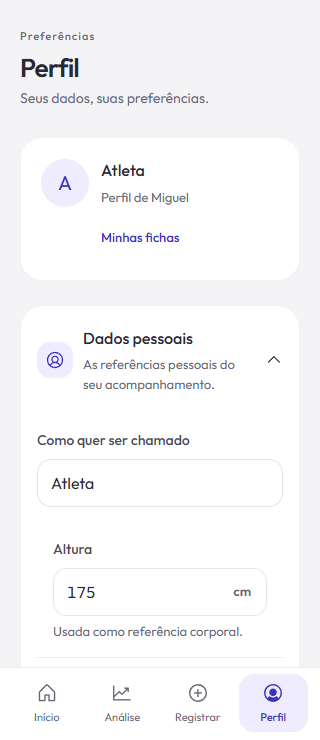 Preferências
Perfil
Seus dados, suas preferências.
A
Atleta
Perfil de Miguel
Minhas fichas
Dados pessoais
As referências pessoais do
seu acompanhamento.
Como quer ser chamado
Atleta
Altura
175 cm
Usada como referência corporal.
Início
Análise
Registrar
Perfil